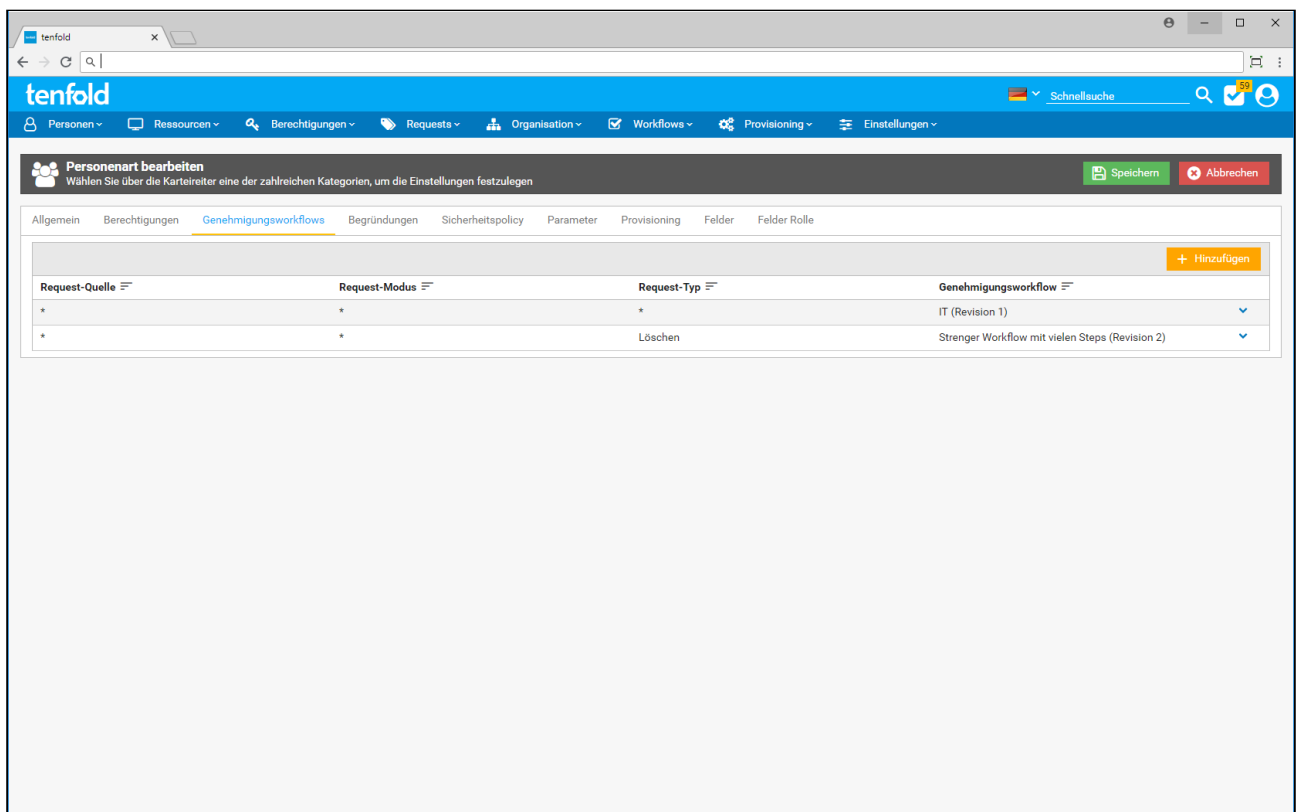 tenfold
tenfold
Schnellsuche
59
Personen
Ressourcen
Berechtigungen
Requests
Organisation
Workflows
Provisioning
Einstellungen
Personenart bearbeiten
Wählen Sie über die Karteireiter eine der zahlreichen Kategorien, um die Einstellungen festzulegen
Speichern
Abbrechen
Allgemein
Berechtigungen
Genehmigungsworkflows
Begründungen
Sicherheitspolicy
Parameter
Provisioning
Felder
Felder Rolle
+ Hinzufügen
Request-Quelle
Request-Modus
Request-Typ
Genehmigungsworkflow
* * * IT (Revision 1)
* * Löschen Strenger Workflow mit vielen Steps (Revision 2)